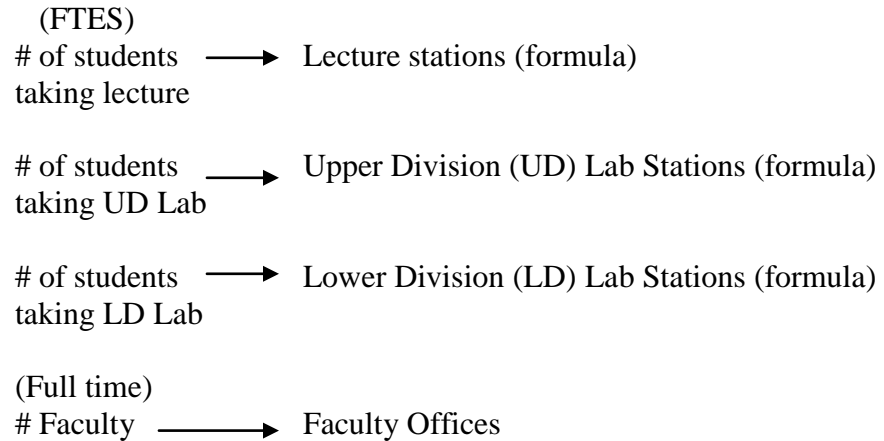 (FTES)
# of students Lecture stations (formula)
taking lecture
# of students Upper Division (UD) Lab Stations (formula)
taking UD Lab
# of students Lower Division (LD) Lab Stations (formula)
taking LD Lab
(Full time)
# Faculty Faculty Offices